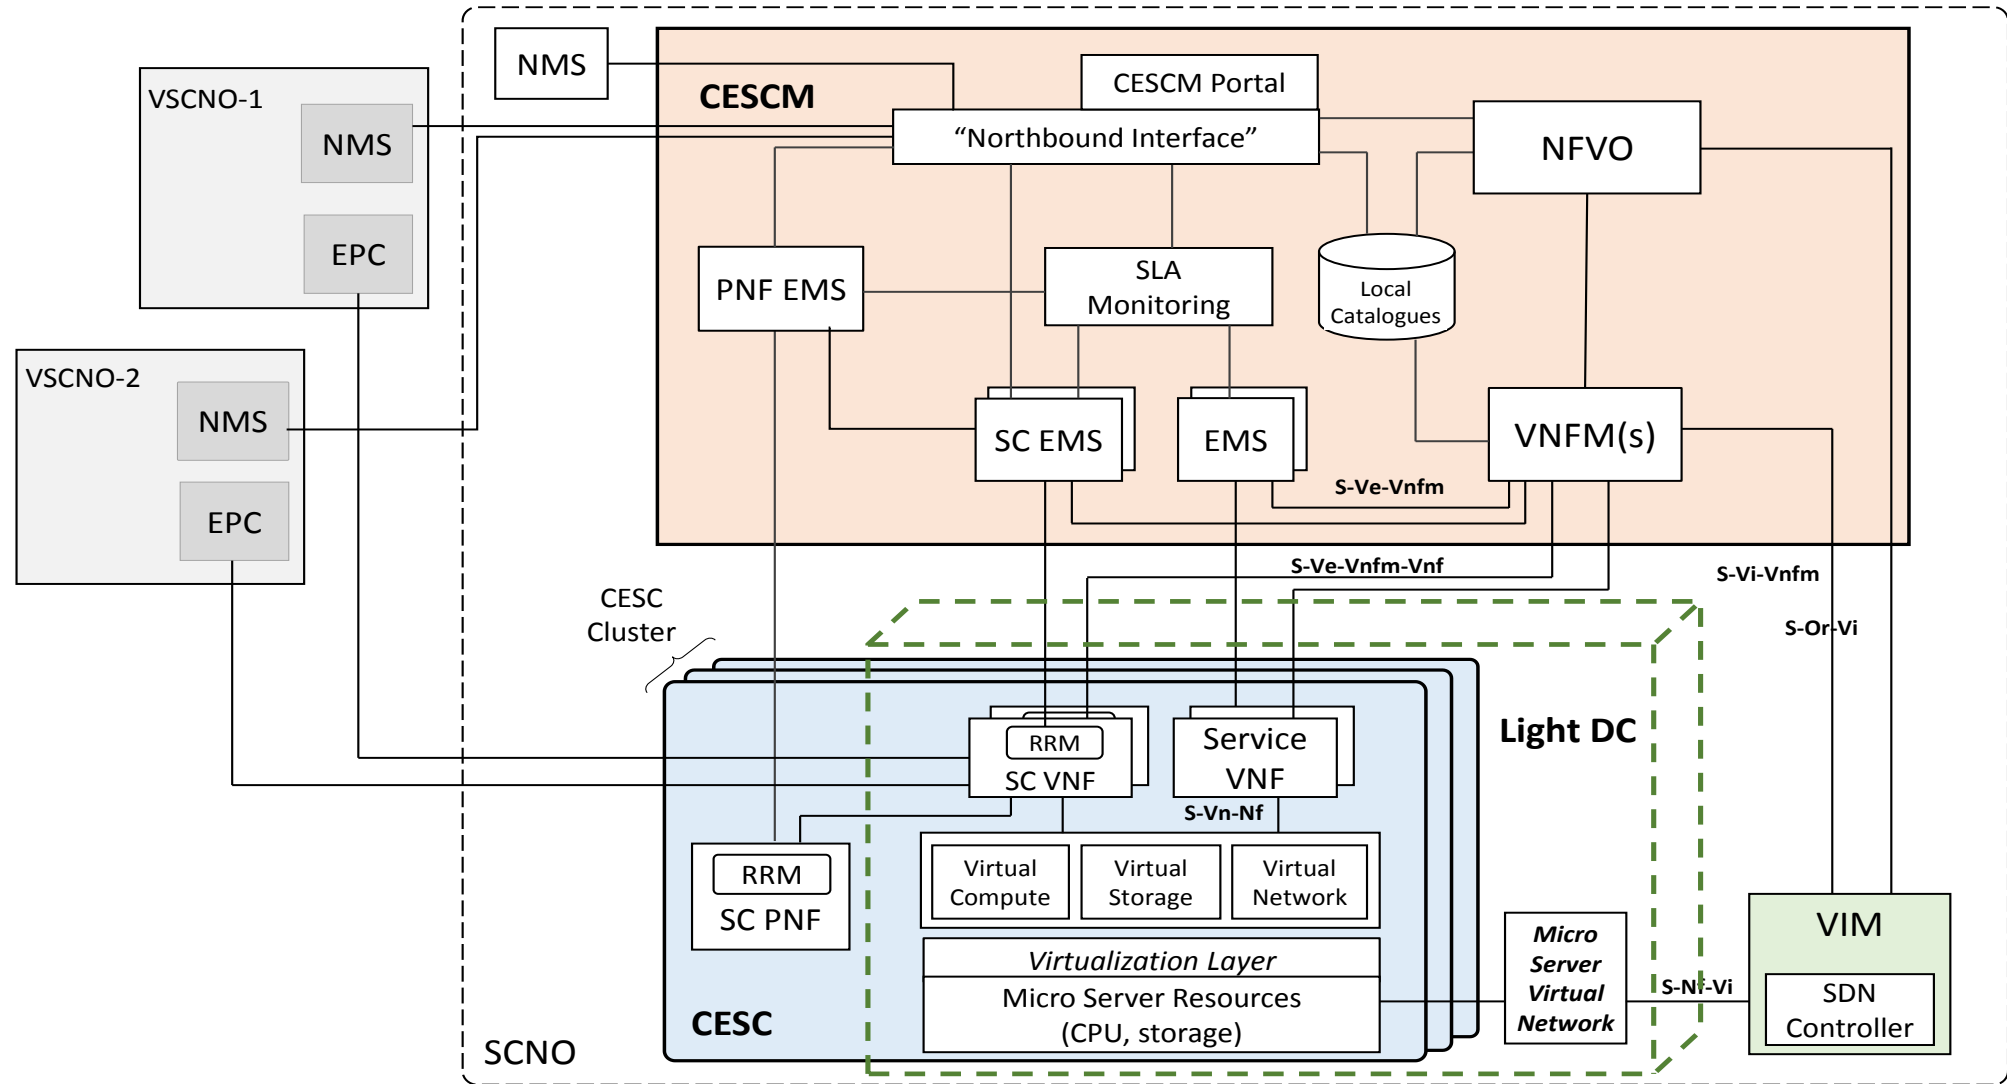 NMS
CESCM Portal
CESCM
VSCNO-1
NMS
“Northbound Interface”
NFVO
EPC
PNF EMS
SLA
Monitoring
Local
Catalogues
VSCNO-2
NMS
SC EMS
EMS
VNFM(s)
EPC
S-Ve-Vnfm
S-Ve-Vnfm-Vnf
S-Vi-Vnfm
CESC
Cluster
S-Or-Vi
Light DC
RRM
SC VNF
Service
VNF
S-Vn-Nf
RRM
SC PNF
Virtual
Compute
Virtual
Storage
Virtual
Network
VIM
Micro
Server
Virtual
Network
Virtualization Layer
S-Nf-Vi
SDN
Controller
Micro Server Resources
(CPU, storage)
CESC
SCNO